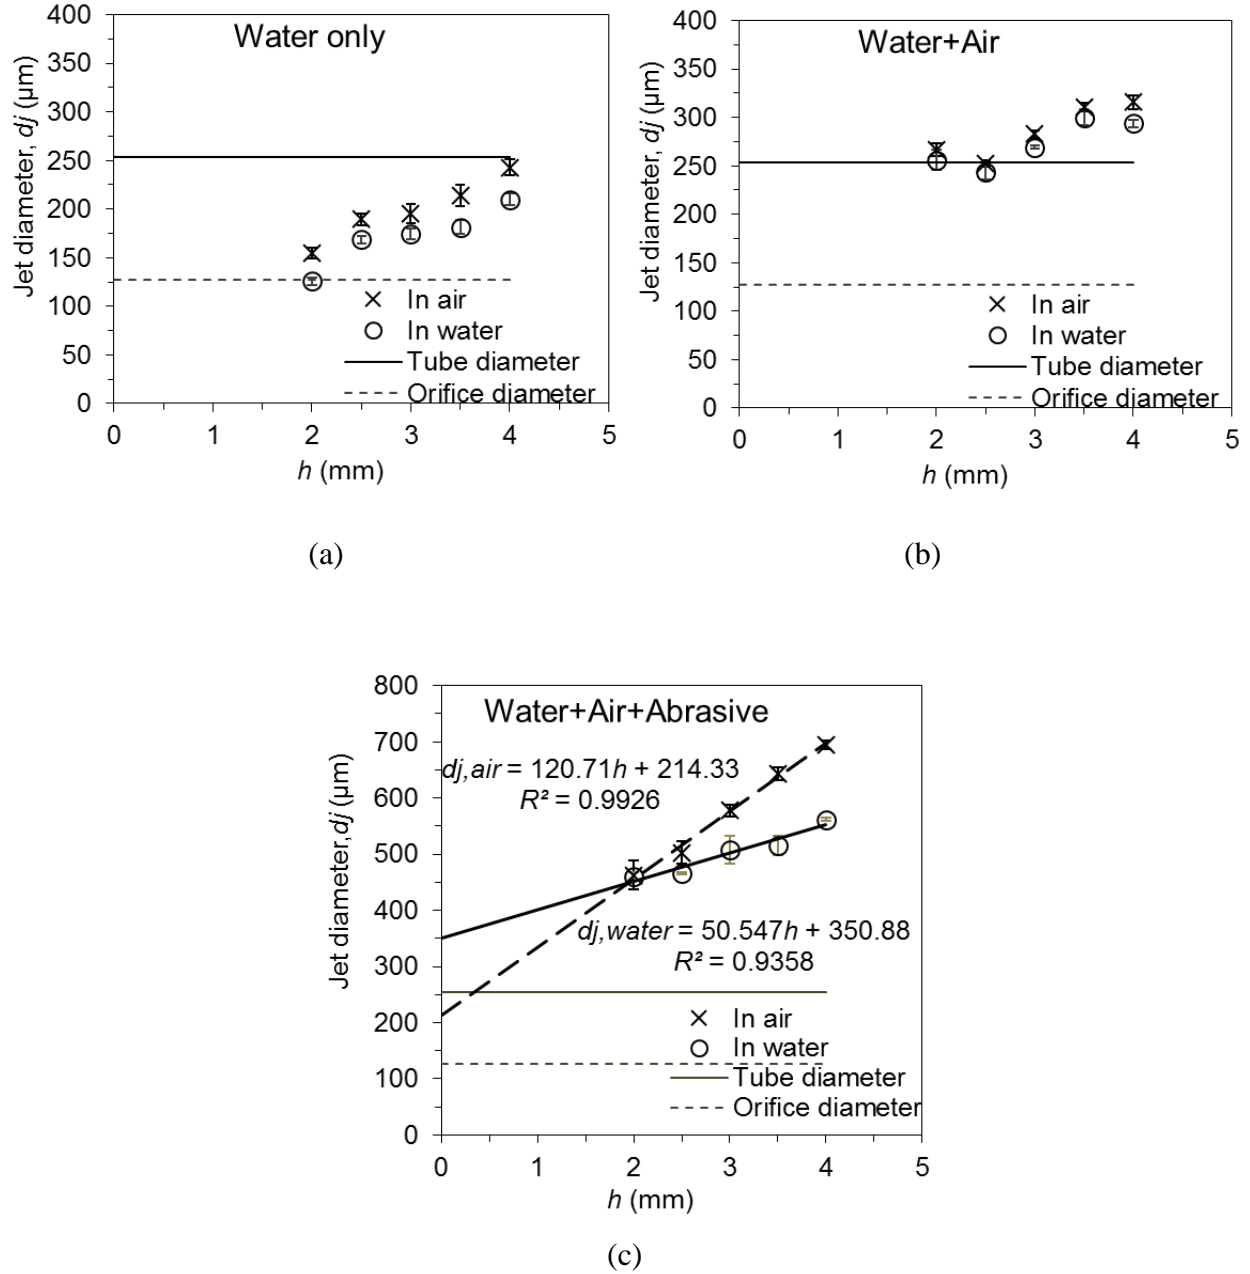 Water only
Jet diameter, dj (µm)
400
350
300
250
200
150
100
50
0
In air
In water
Tube diameter
Orifice diameter
0 1 2 3 4 5
h (mm)
(a)
Water+Air
Jet diameter, dj (µm)
400
350
300
250
200
150
100
50
0
In air
In water
Tube diameter
Orifice diameter
0 1 2 3 4 5
h (mm)
(b)
Water+Air+Abrasive
Jet diameter,dj (µm)
800
700
600
500
400
300
200
100
0
dj,air = 120.71h + 214.33
R² = 0.9926
dj,water = 50.547h + 350.88
R² = 0.9358
In air
In water
Tube diameter
Orifice diameter
0 1 2 3 4 5
h (mm)
(c)